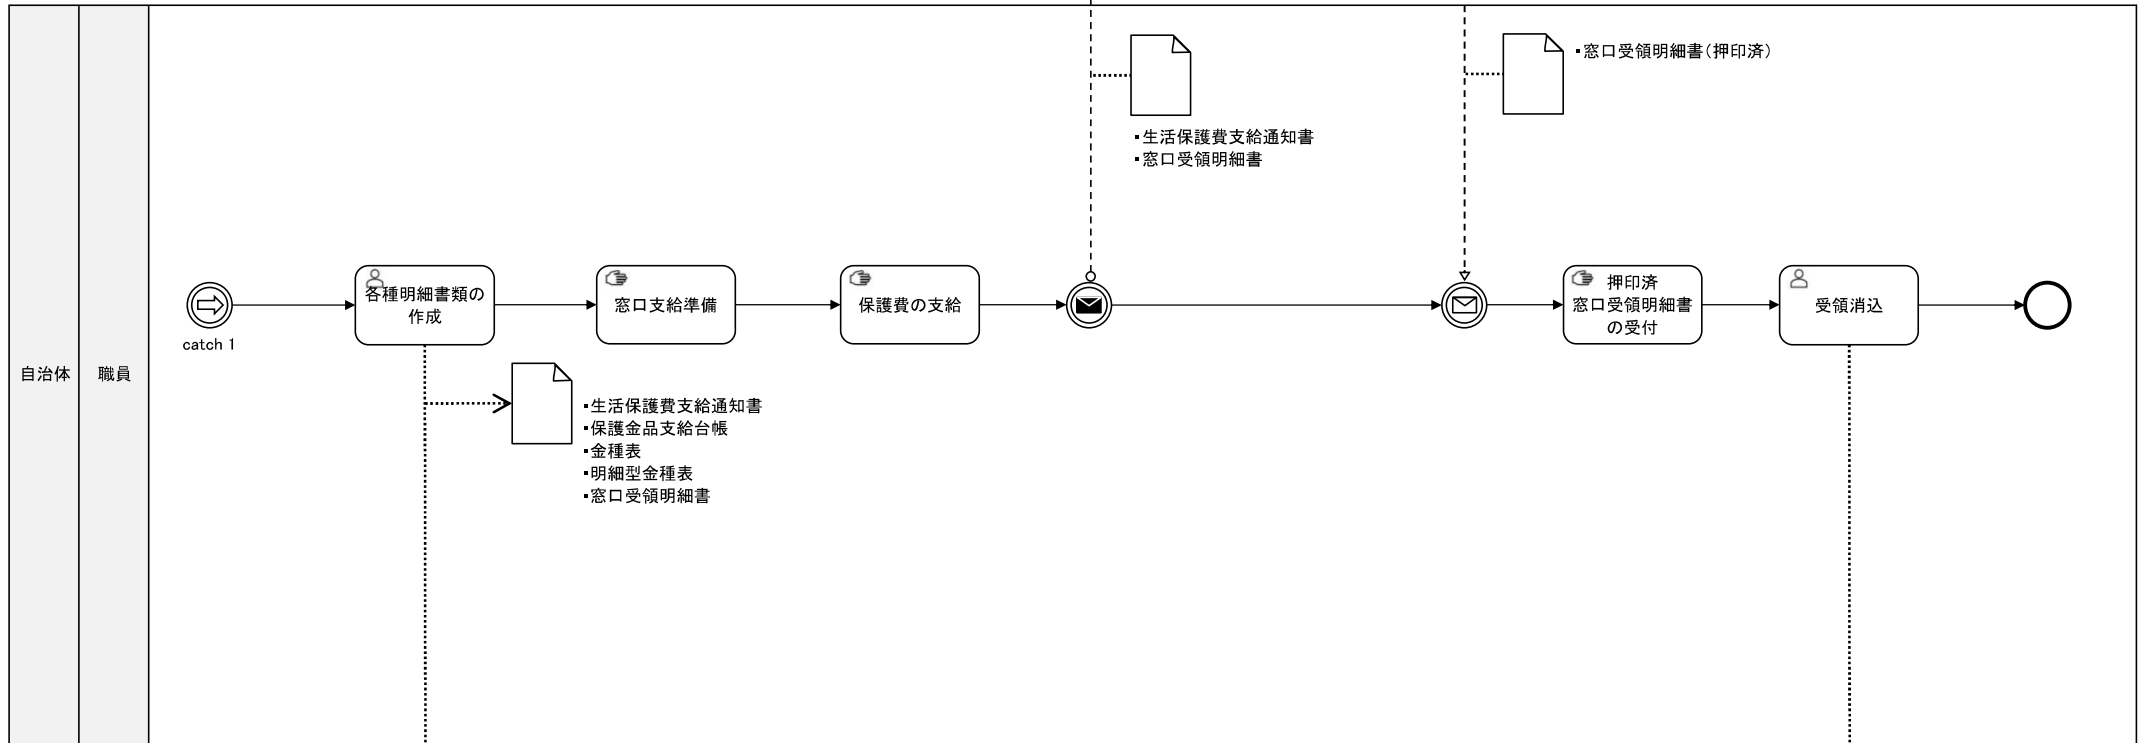 自治体
職員
・生活保護費支給通知書
・窓口受領明細書
・窓口受領明細書（押印済）
catch 1
各種明細書類の
作成
窓口支給準備
保護費の支給
押印済
窓口受領明細書
の受付
受領消込
・生活保護費支給通知書
・保護金品支給台帳
・金種表
・明細型金種表
・窓口受領明細書